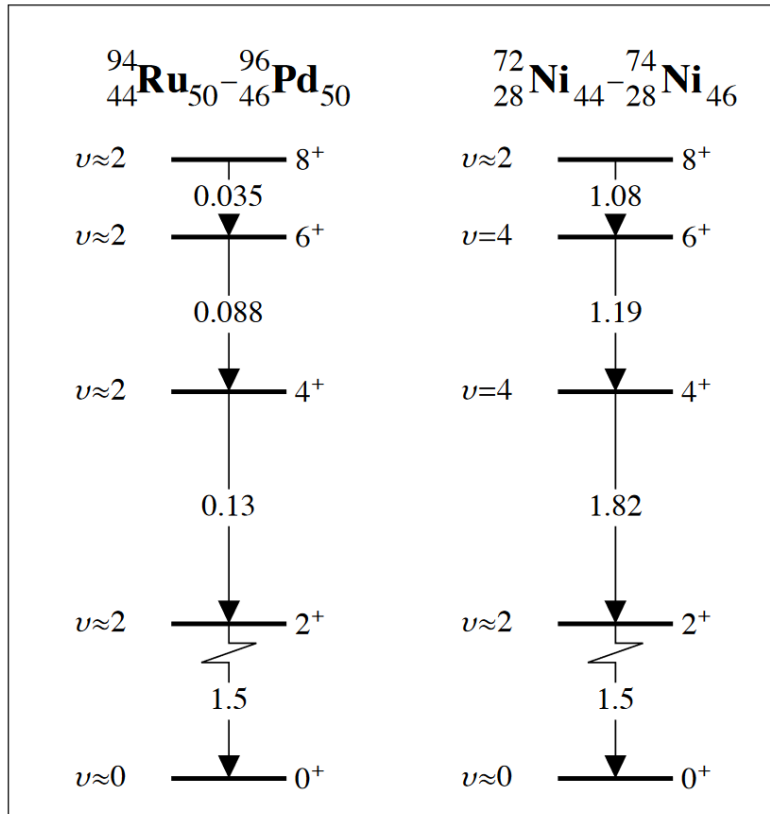 ⁹⁴₄₄Ru₅₀–⁹⁶₄₆Pd₅₀ ⁷²₂₈Ni₄₄–⁷⁴₂₈Ni₄₆
υ≈2 8⁺ υ≈2 8⁺
0.035 1.08
υ≈2 6⁺ υ=4 6⁺
0.088 1.19
υ≈2 4⁺ υ=4 4⁺
0.13 1.82
υ≈2 2⁺ υ≈2 2⁺
1.5 1.5
υ≈0 0⁺ υ≈0 0⁺